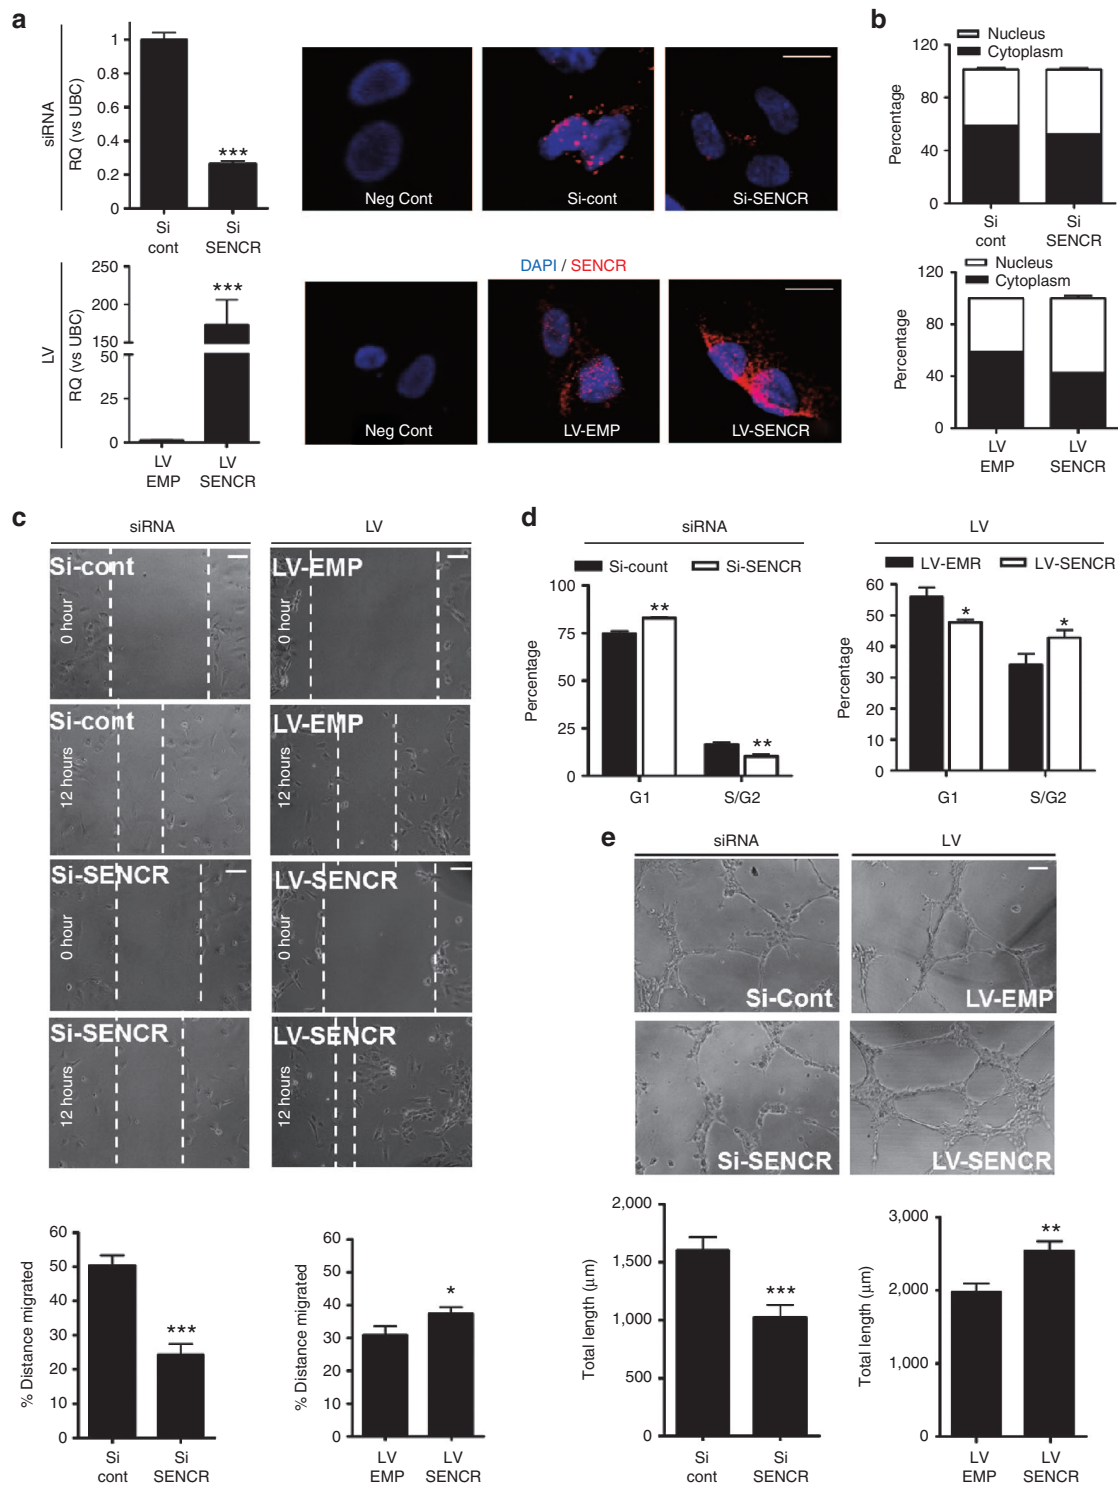 a
siRNA
RQ (vs UBC)
1
0.8
0.6
0.4
0.2
0
***
Si
cont
Si
SENCR
Neg Cont
Si-cont
Si-SENCR
b
Nucleus
Cytoplasm
Percentage
120
80
40
0
Si
cont
Si
SENCR
LV
RQ (vs UBC)
250
200
150
50
25
0
***
LV
EMP
LV
SENCR
DAPI / SENCR
Neg Cont
LV-EMP
LV-SENCR
Nucleus
Cytoplasm
Percentage
120
80
40
0
LV
EMP
LV
SENCR
c
siRNA
LV
Si-cont
0 hour
LV-EMP
0 hour
Si-cont
12 hours
LV-EMP
12 hours
Si-SENCR
0 hour
LV-SENCR
0 hour
Si-SENCR
12 hours
LV-SENCR
12 hours
% Distance migrated
60
50
40
30
20
10
0
***
Si
cont
Si
SENCR
% Distance migrated
60
50
40
30
20
10
0
*
LV
EMP
LV
SENCR
d
siRNA
Si-count
Si-SENCR
Percentage
100
75
50
25
0
**
**
G1
S/G2
LV
LV-EMR
LV-SENCR
Percentage
60
50
40
30
20
10
0
*
*
G1
S/G2
e
siRNA
LV
Si-Cont
LV-EMP
Si-SENCR
LV-SENCR
Total length (μm)
2,000
1,500
1,000
500
0
***
Si
cont
Si
SENCR
Total length (μm)
3,000
2,000
1,000
0
**
LV
EMP
LV
SENCR